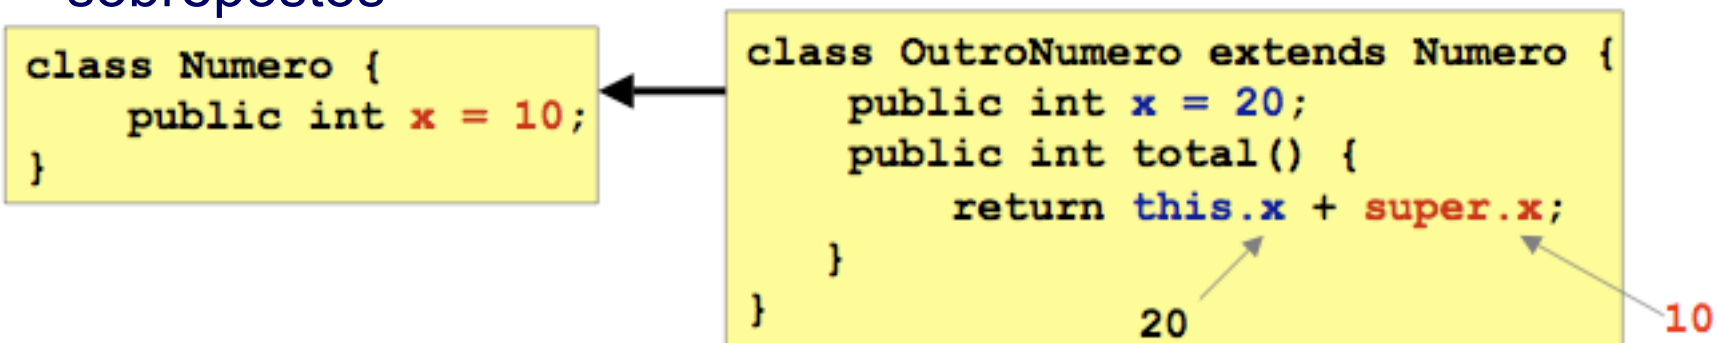 sobrepostos
class Numero {
public int x = 10;
}
class OutroNumero extends Numero {
public int x = 20;
public int total() {
return this.x + super.x;
}
}
20
10